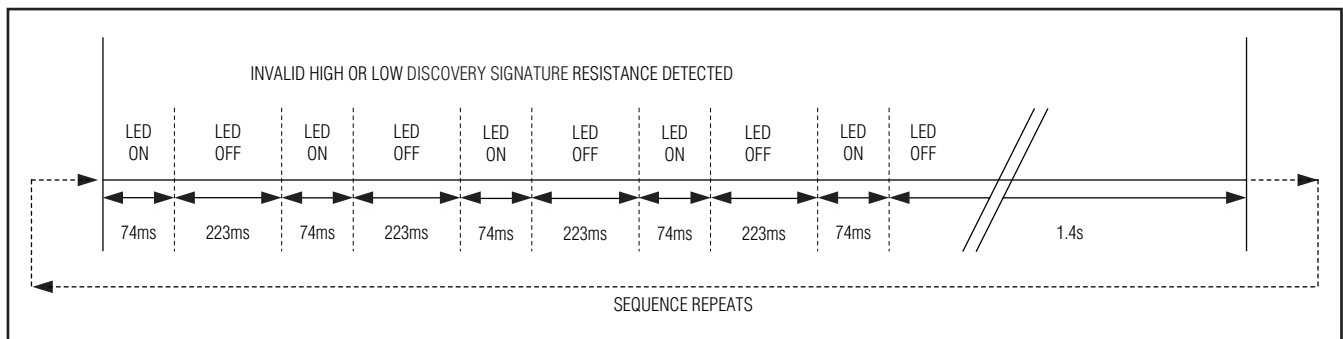 INVALID HIGH OR LOW DISCOVERY SIGNATURE RESISTANCE DETECTED
LED ON
LED OFF
LED ON
LED OFF
LED ON
LED OFF
LED ON
LED OFF
LED ON
LED OFF
74ms 223ms 74ms 223ms 74ms 223ms 74ms 223ms 74ms 1.4s
SEQUENCE REPEATS